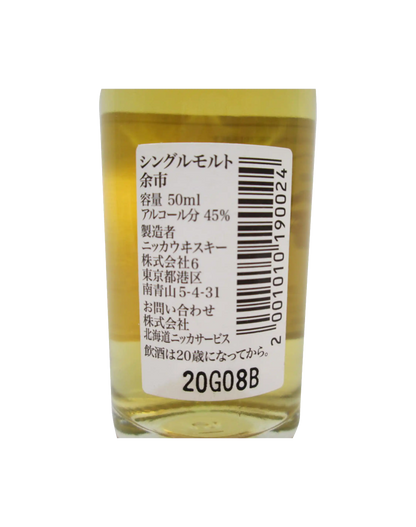 シングルモルト
余市
容量 50ml
アルコール分 45%
製造者
ニッカウヰスキー
株式会社6
東京都港区
南青山 5-4-31
お問い合わせ
株式会社
北海道ニッカサービス
飲酒は20歳になってから。
2001010190024
20G08B